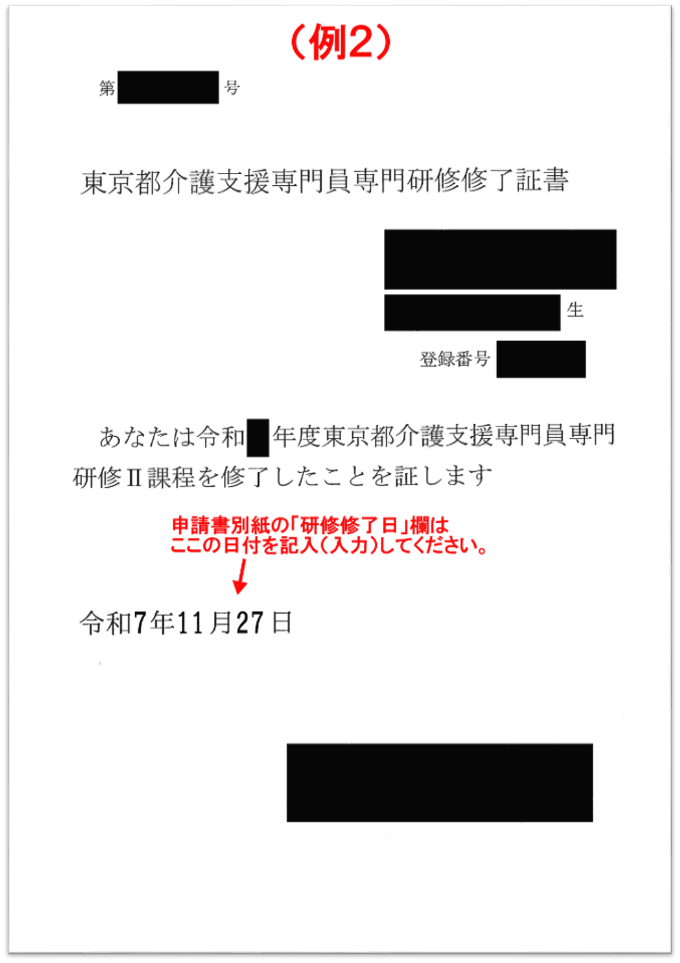 （例２）
第 号
東京都介護支援専門員専門研修修了証書
生
登録番号
あなたは令和 年度東京都介護支援専門員専門
研修Ⅱ課程を修了したことを証します
申請書別紙の「研修修了日」欄は
ここの日付を記入（入力）してください。
令和7年11月27日